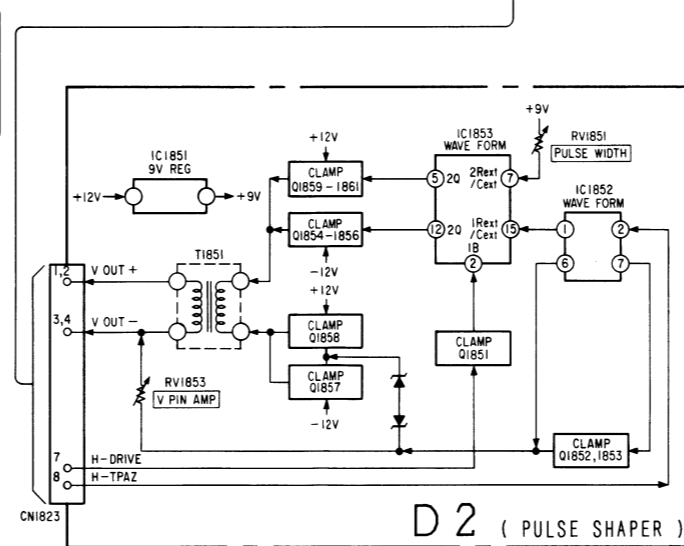 +9V
IC1853
WAVE FORM
RV1851
PULSE WIDTH
+12V
IC1851
9V REG
+12V
+9V
CLAMP
Q1859-1861
5
2Q
2Rext
/Cext
7
IC1852
WAVE FORM
CLAMP
Q1854-1856
12
2Q
1Rext
/Cext
15
1B
2
1
2
6
7
-12V
+12V
T1851
1,2
V OUT +
3,4
V OUT -
CLAMP
Q1858
CLAMP
Q1857
-12V
CLAMP
Q1851
RV1853
V PIN AMP
CLAMP
Q1852,1853
7
H-DRIVE
8
H-TPAZ
CN1823
D2 ( PULSE SHAPER )